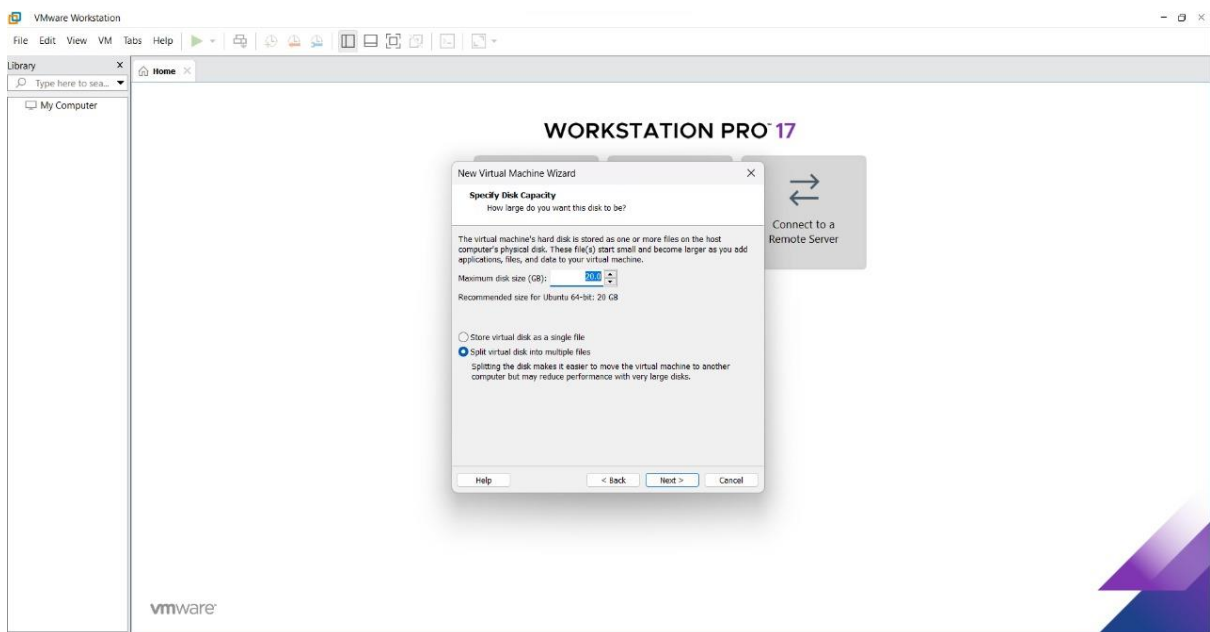 VMware Workstation
File Edit View VM Tabs Help
Library
Type here to sea...
My Computer
Home
WORKSTATION PRO™ 17
Connect to a
Remote Server
New Virtual Machine Wizard
Specify Disk Capacity
How large do you want this disk to be?
The virtual machine's hard disk is stored as one or more files on the host
computer's physical disk. These file(s) start small and become larger as you add
applications, files, and data to your virtual machine.
Maximum disk size (GB): 20.0
Recommended size for Ubuntu 64-bit: 20 GB
Store virtual disk as a single file
Split virtual disk into multiple files
Splitting the disk makes it easier to move the virtual machine to another
computer but may reduce performance with very large disks.
Help < Back Next > Cancel
vmware